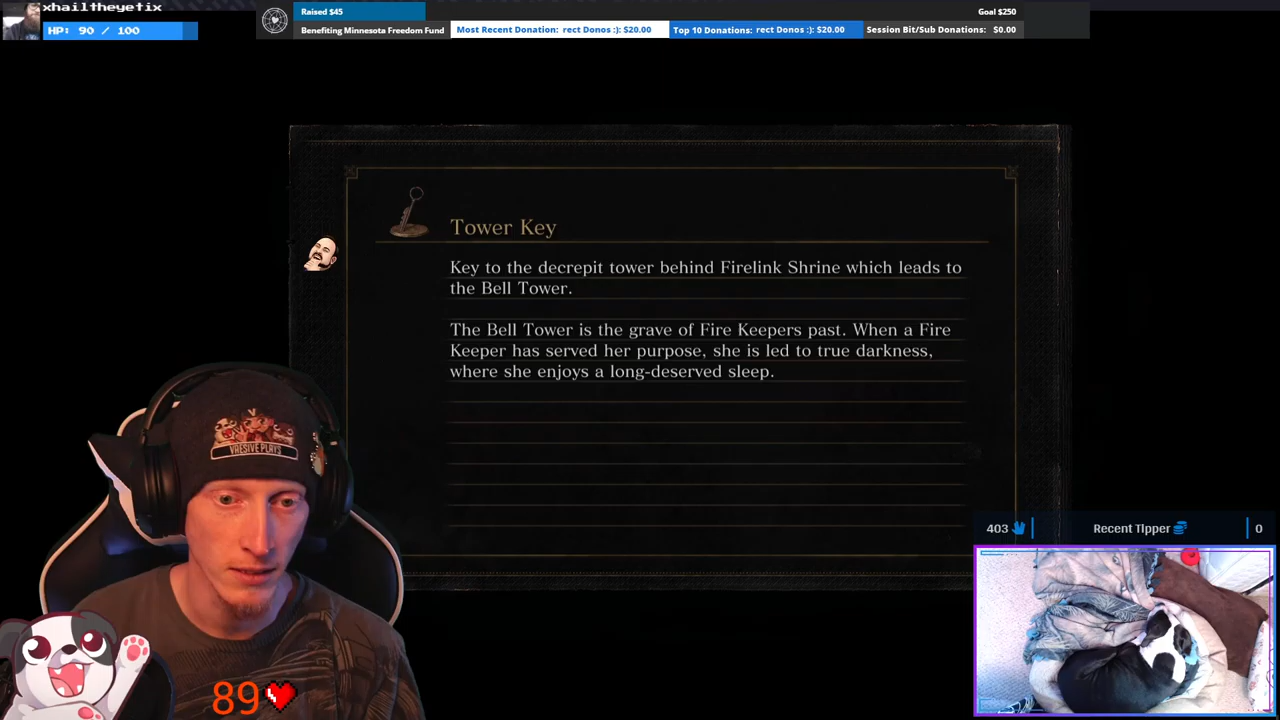 xhailtheyetix
HP: 90 / 100
Raised $45
Goal $250
Benefiting Minnesota Freedom Fund
Most Recent Donation: rect Donos :): $20.00
Top 10 Donations: rect Donos :): $20.00
Session Bit/Sub Donations: $0.00
Tower Key
Key to the decrepit tower behind Firelink Shrine which leads to
the Bell Tower.
The Bell Tower is the grave of Fire Keepers past. When a Fire
Keeper has served her purpose, she is led to true darkness,
where she enjoys a long-deserved sleep.
VAESIVE PLAYS
403
Recent Tipper
0
89